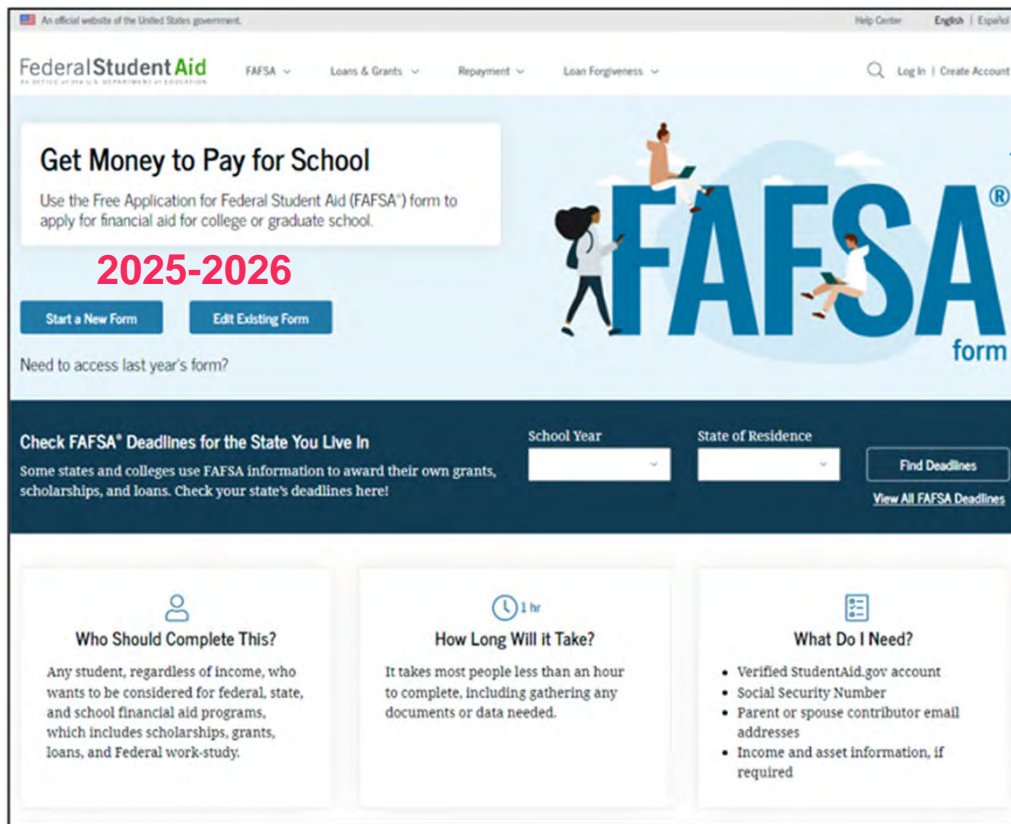 An official website of the United States government.
Help Center English | Español
FederalStudentAid
AN OFFICE of the U.S. DEPARTMENT of EDUCATION
FAFSA
Loans & Grants
Repayment
Loan Forgiveness
Log In | Create Account
Get Money to Pay for School
Use the Free Application for Federal Student Aid (FAFSA®) form to
apply for financial aid for college or graduate school.
2025-2026
Start a New Form
Edit Existing Form
Need to access last year's form?
FAFSA®
form
Check FAFSA® Deadlines for the State You Live In
Some states and colleges use FAFSA information to award their own grants,
scholarships, and loans. Check your state's deadlines here!
School Year
State of Residence
Find Deadlines
View All FAFSA Deadlines
Who Should Complete This?
Any student, regardless of income, who
wants to be considered for federal, state,
and school financial aid programs,
which includes scholarships, grants,
loans, and Federal work-study.
1 hr
How Long Will it Take?
It takes most people less than an hour
to complete, including gathering any
documents or data needed.
What Do I Need?
• Verified StudentAid.gov account
• Social Security Number
• Parent or spouse contributor email
addresses
• Income and asset information, if
required